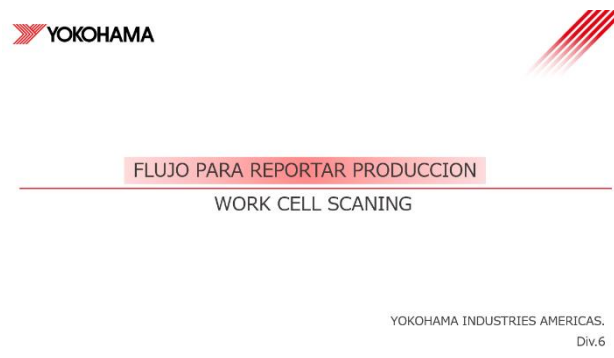 YOKOHAMA
FLUJO PARA REPORTAR PRODUCCION
WORK CELL SCANING
YOKOHAMA INDUSTRIES AMERICAS.
Div.6